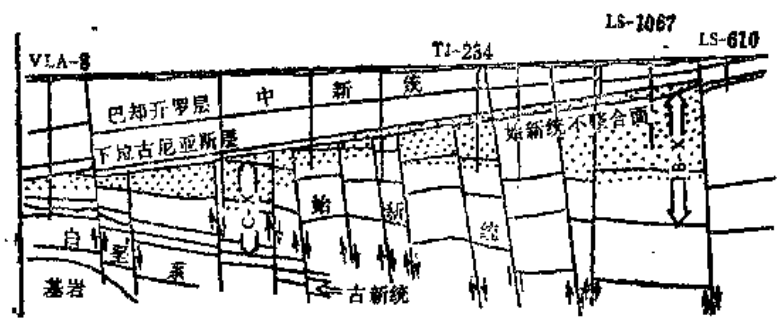 LS-1067
TJ-234
LS-610
VLA-8
中新统
巴却开罗层
下拉古尼亚斯层
始新统不整合面
B-X
C-X
始新统
白垩系
基岩
古新统